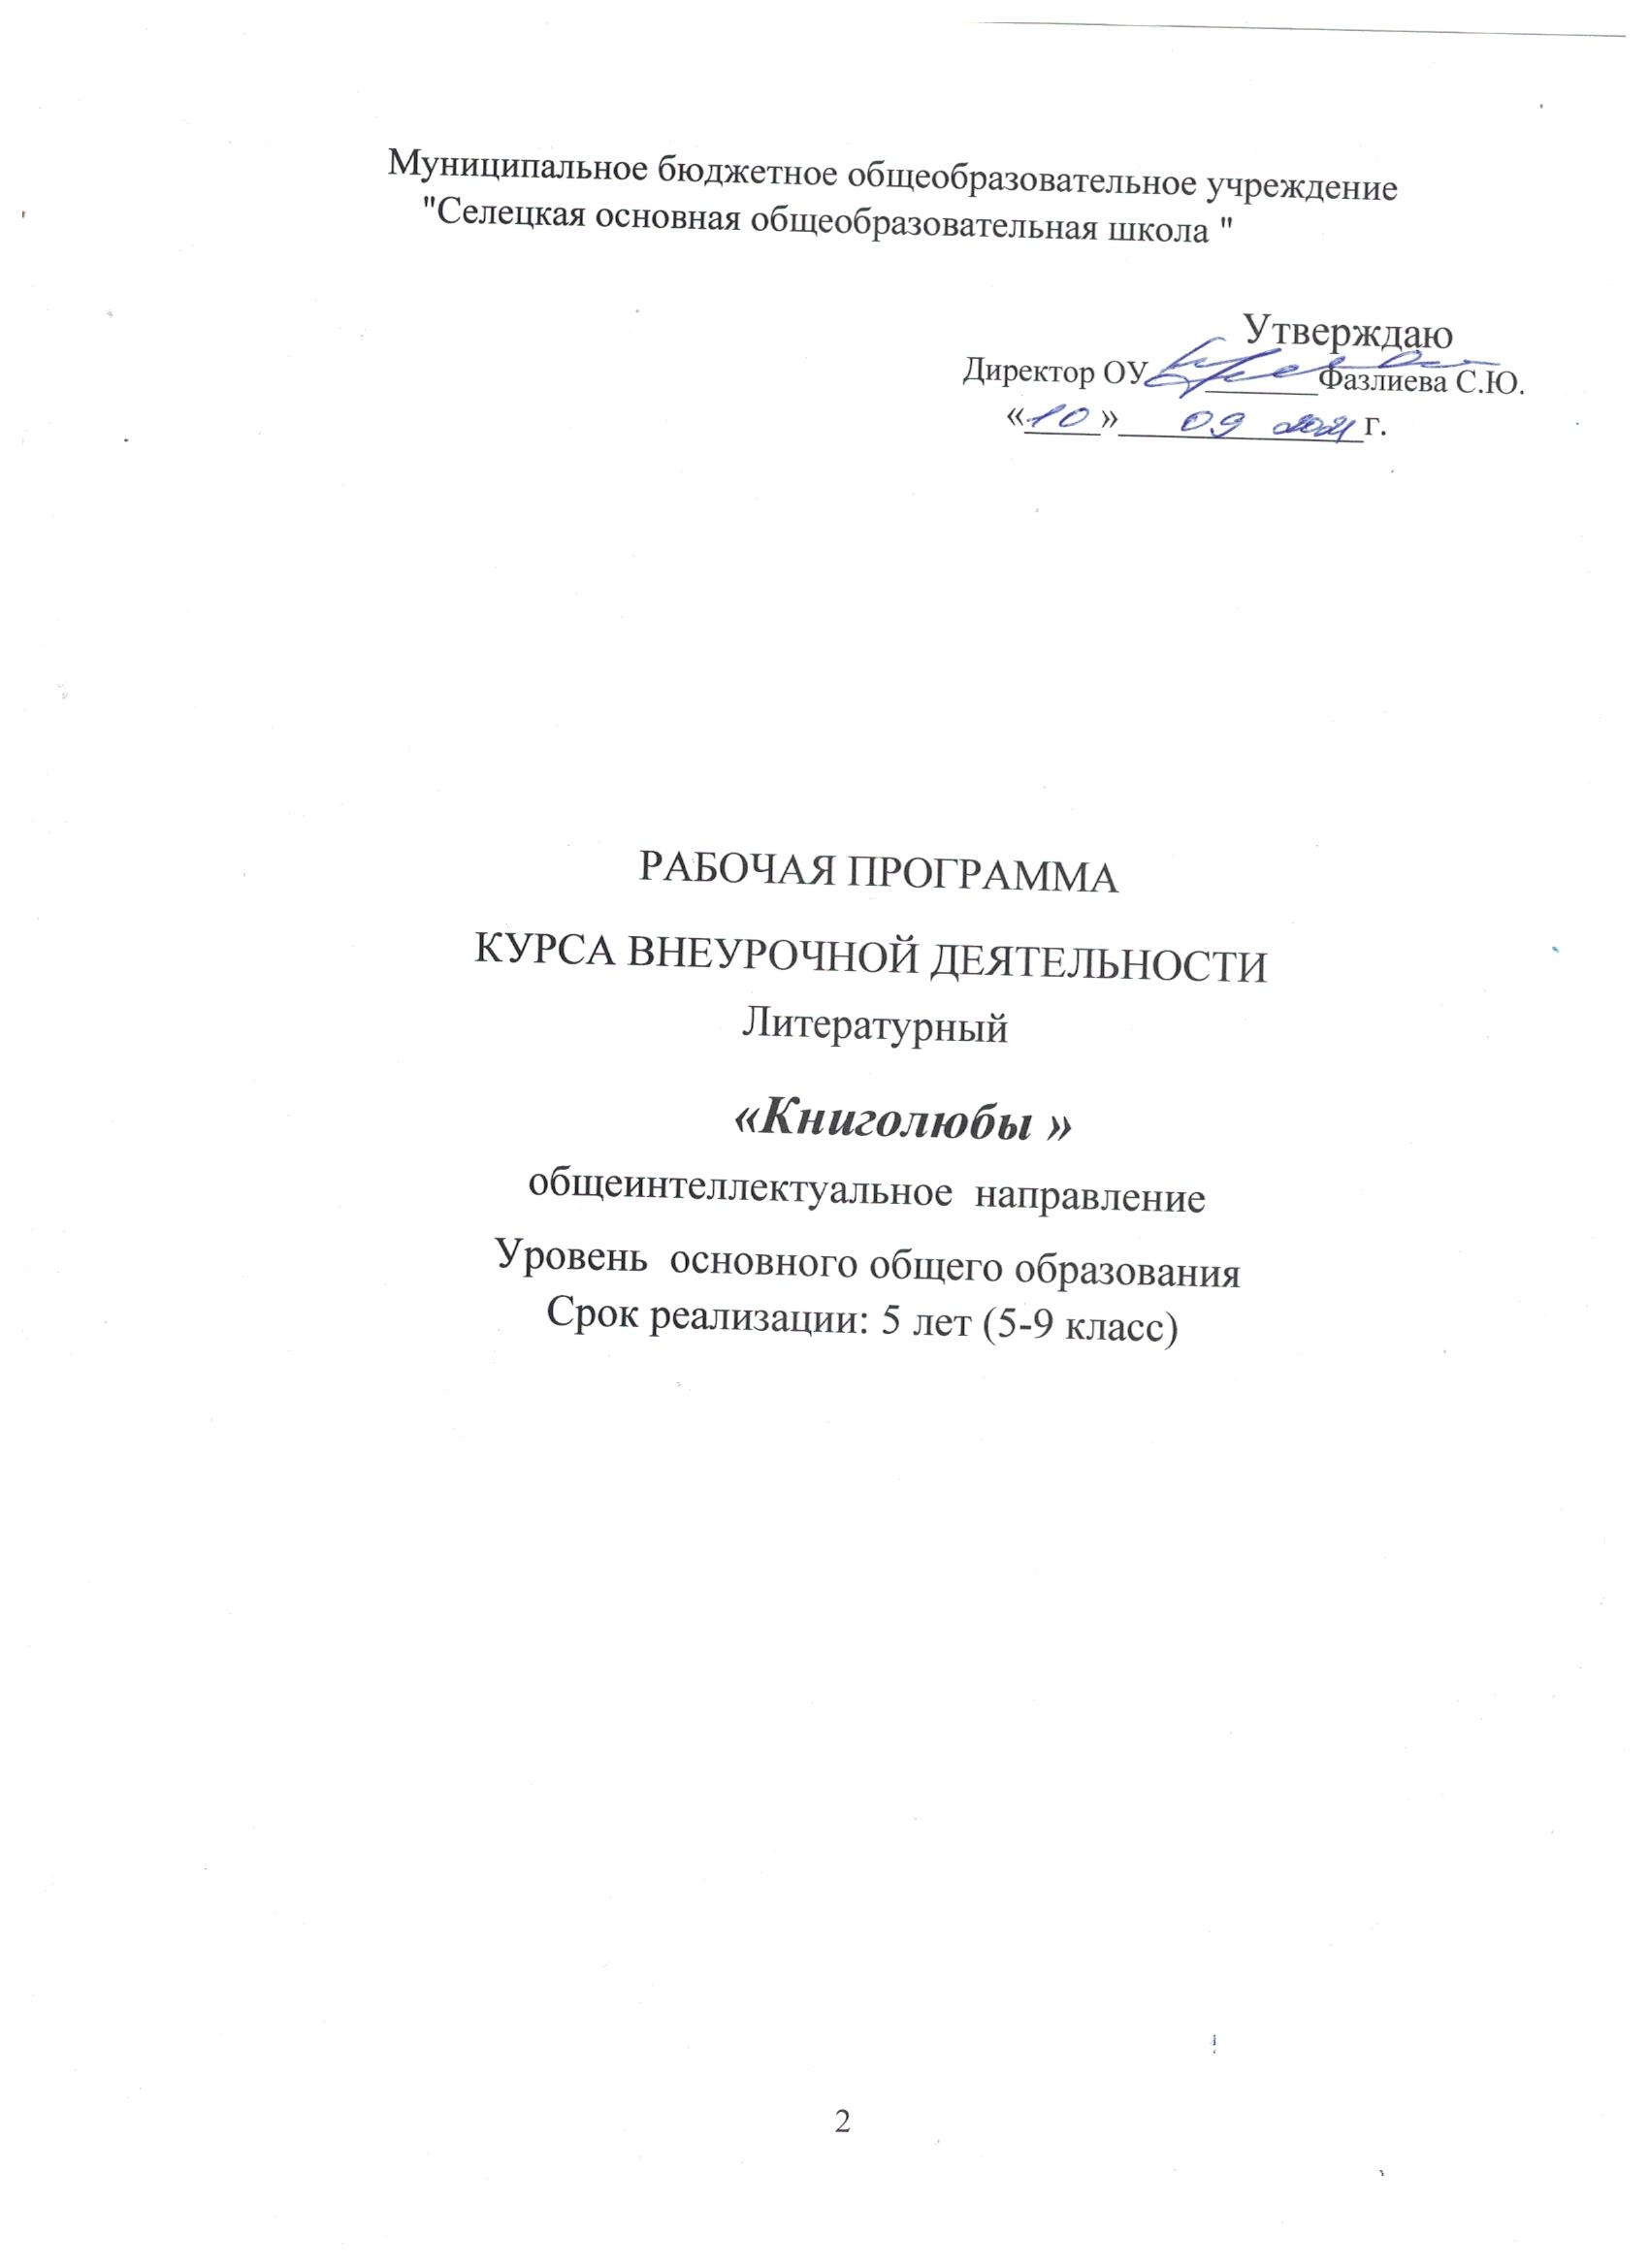 Муниципальное бюджетное общеобразовательное учреждение
"Селецкая основная общеобразовательная школа "
Утверждаю
Директор ОУ Фазлиева С.Ю.
«10» 09 2021 г.
РАБОЧАЯ ПРОГРАММА
КУРСА ВНЕУРОЧНОЙ ДЕЯТЕЛЬНОСТИ
Литературный
«Книголюбы »
общеинтеллектуальное направление
Уровень основного общего образования
Срок реализации: 5 лет (5-9 класс)
2